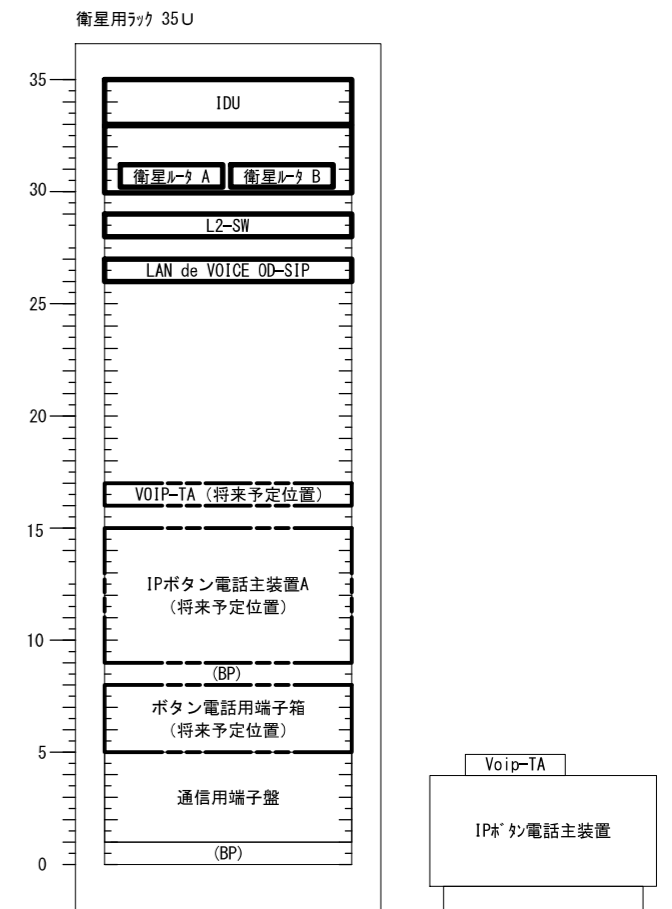 衛星用ﾗｯｸ 35U
35
IDU
衛星ﾙｰﾀ A
衛星ﾙｰﾀ B
30
L2-SW
LAN de VOICE OD-SIP
25
20
VOIP-TA（将来予定位置）
15
IPボタン電話主装置A
（将来予定位置）
10
(BP)
ボタン電話用端子箱
（将来予定位置）
5
Voip-TA
通信用端子盤
IPﾎﾞﾀﾝ電話主装置
(BP)
0